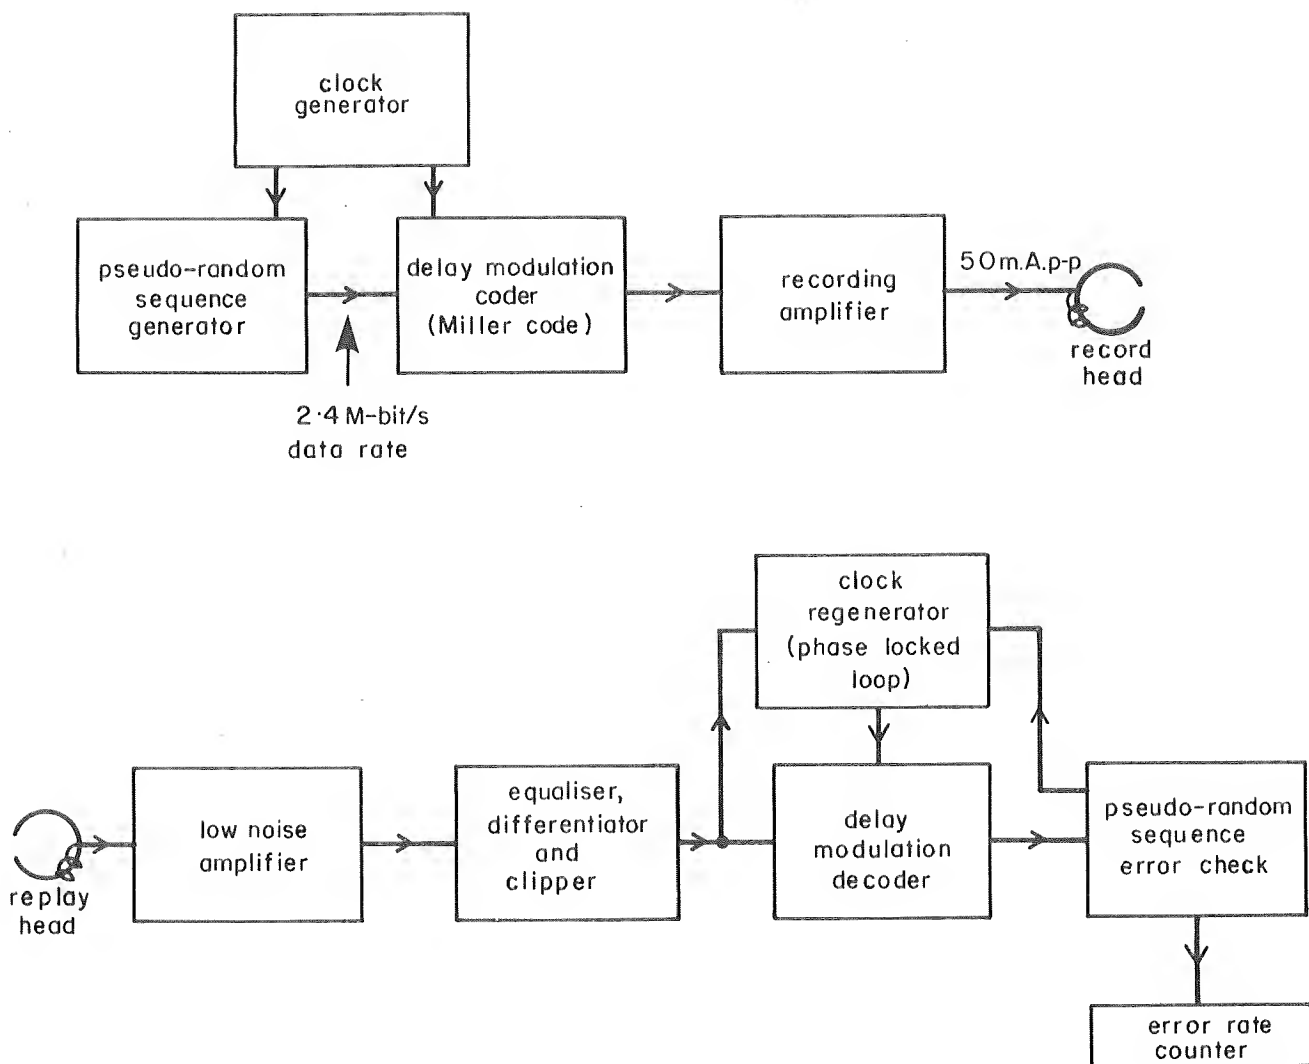 clock
generator
pseudo-random
sequence
generator
delay modulation
coder
(Miller code)
recording
amplifier
50m.A.p-p
record
head
2·4 M-bit/s
data rate
clock
regenerator
(phase locked
loop)
replay
head
low noise
amplifier
equaliser,
differentiator
and
clipper
delay
modulation
decoder
pseudo-random
sequence
error check
error rate
counter